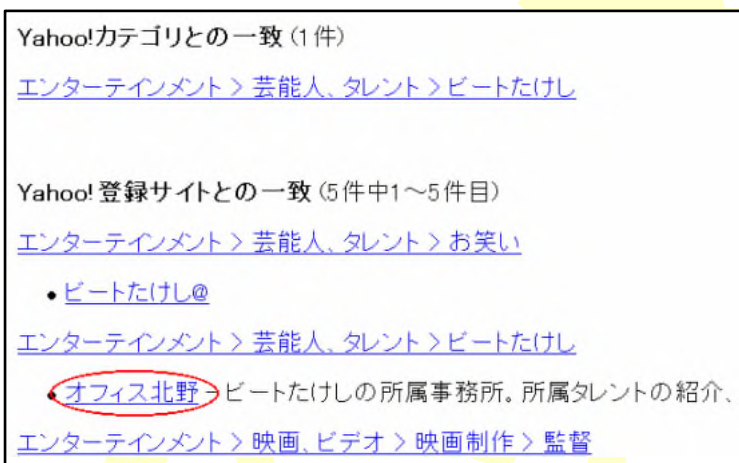 Yahoo!カテゴリとの一致 (1件)
エンターテインメント > 芸能人、タレント > ビートたけし
Yahoo!登録サイトとの一致 (5件中1～5件目)
エンターテインメント > 芸能人、タレント > お笑い
• ビートたけし@
エンターテインメント > 芸能人、タレント > ビートたけし
• オフィス北野 - ビートたけしの所属事務所。所属タレントの紹介、
エンターテインメント > 映画、ビデオ > 映画制作 > 監督